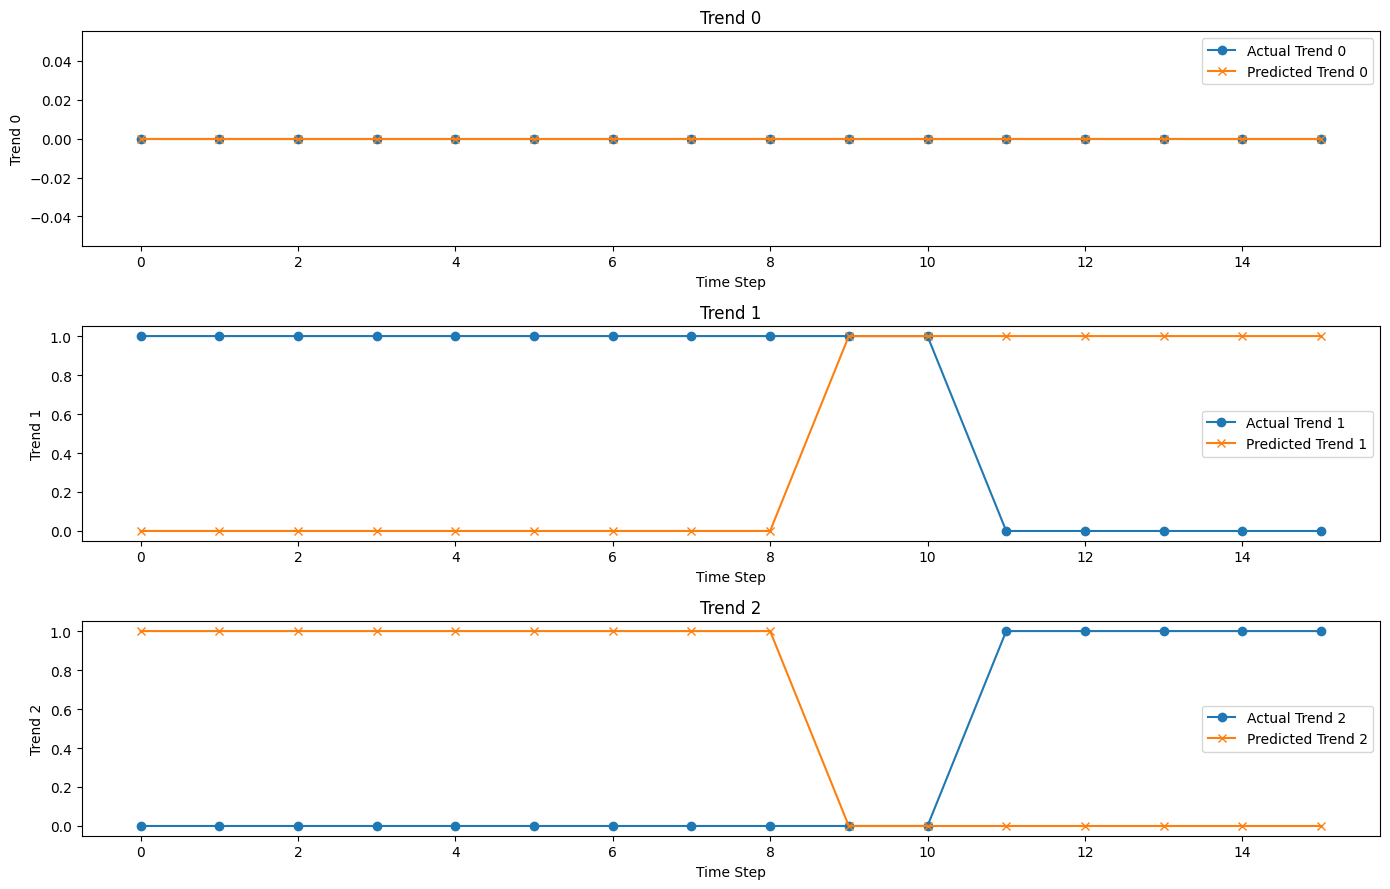 Trend 0
Actual Trend 0
Predicted Trend 0
Trend 0
0.04
0.02
0.00
−0.02
−0.04
0 2 4 6 8 10 12 14
Time Step
Trend 1
Actual Trend 1
Predicted Trend 1
Trend 1
1.0
0.8
0.6
0.4
0.2
0.0
0 2 4 6 8 10 12 14
Time Step
Trend 2
Actual Trend 2
Predicted Trend 2
Trend 2
1.0
0.8
0.6
0.4
0.2
0.0
0 2 4 6 8 10 12 14
Time Step